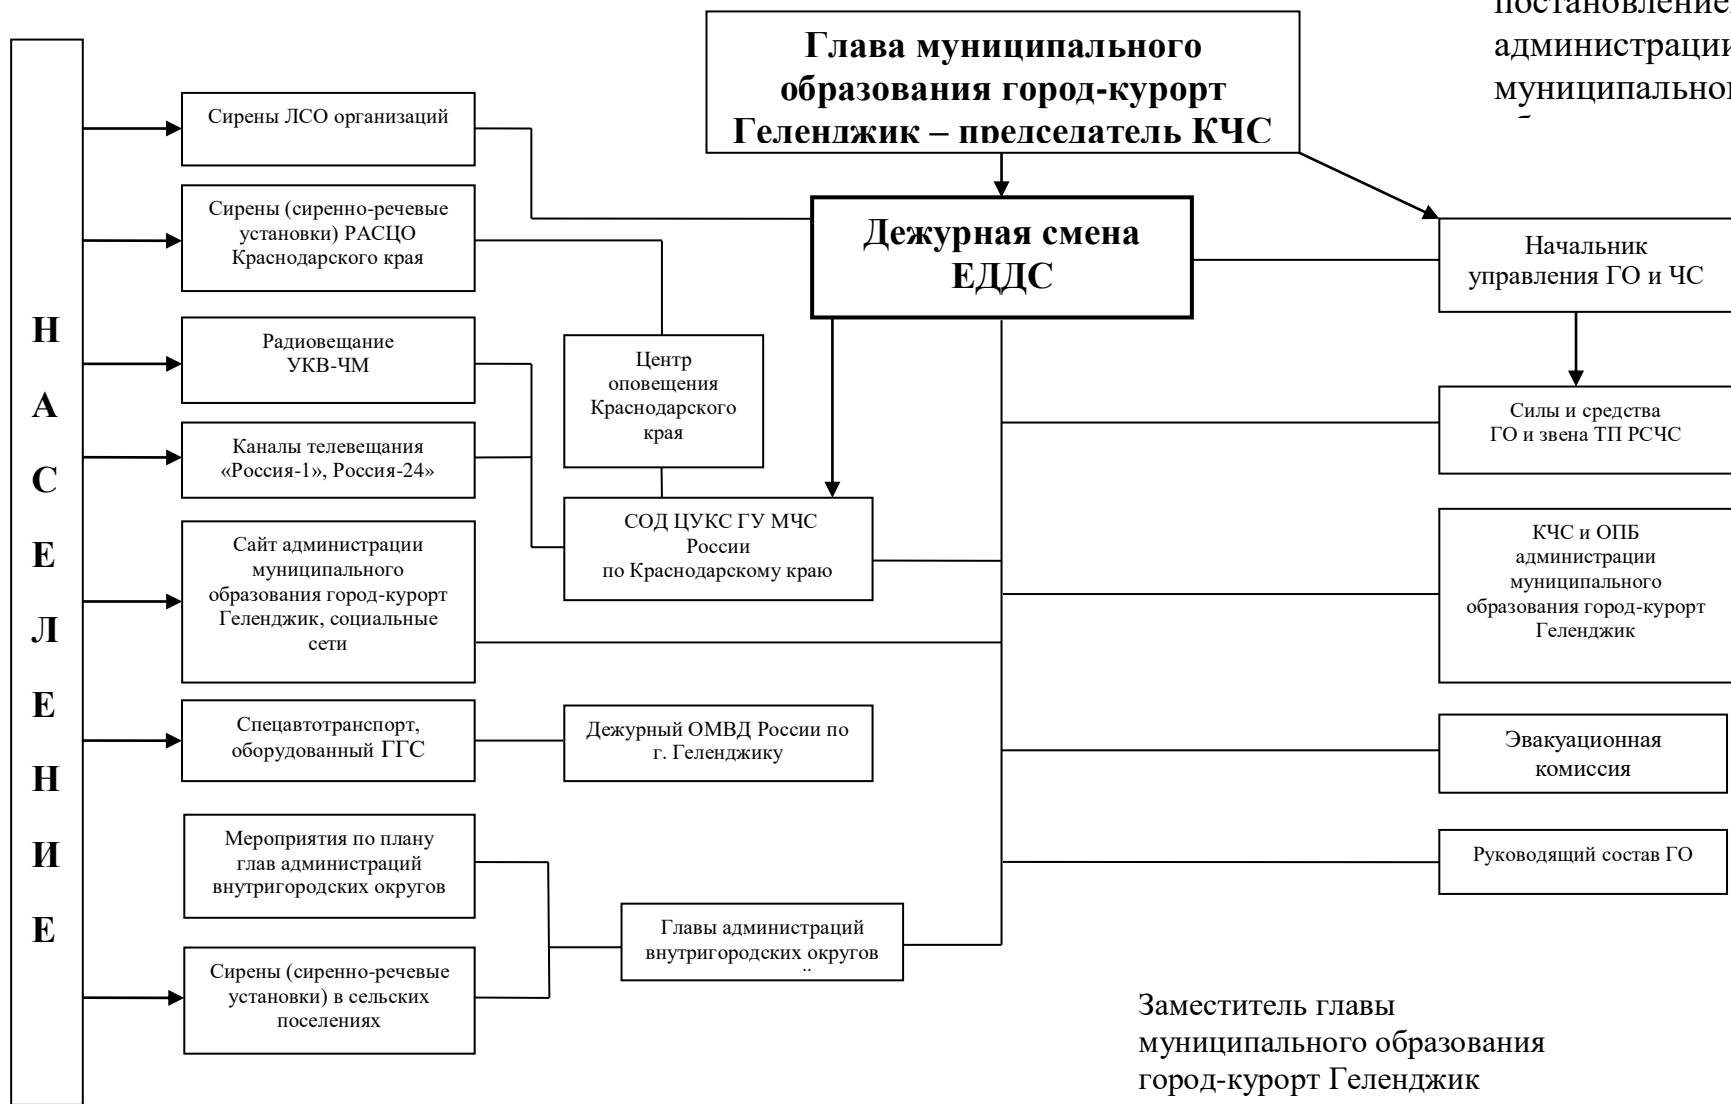 постановлением
администрации
муниципального
Глава муниципального
образования город-курорт
Геленджик – председатель КЧС
Дежурная смена
ЕДДС
Начальник
управления ГО и ЧС
Силы и средства
ГО и звена ТП РСЧС
КЧС и ОПБ
администрации
муниципального
образования город-курорт
Геленджик
Эвакуационная
комиссия
Руководящий состав ГО
Центр
оповещения
Краснодарского
края
СОД ЦУКС ГУ МЧС
России
по Краснодарскому краю
Дежурный ОМВД России по
г. Геленджику
Главы администраций
внутригородских округов
Сирены ЛСО организаций
Сирены (сиренно-речевые
установки) РАСЦО
Краснодарского края
Радиовещание
УКВ-ЧМ
Каналы телевещания
«Россия-1», Россия-24»
Сайт администрации
муниципального
образования город-курорт
Геленджик, социальные
сети
Спецавтотранспорт,
оборудованный ГГС
Мероприятия по плану
глав администраций
внутригородских округов
Сирены (сиренно-речевые
установки) в сельских
поселениях
Н
А
С
Е
Л
Е
Н
И
Е
Заместитель главы
муниципального образования
город-курорт Геленджик